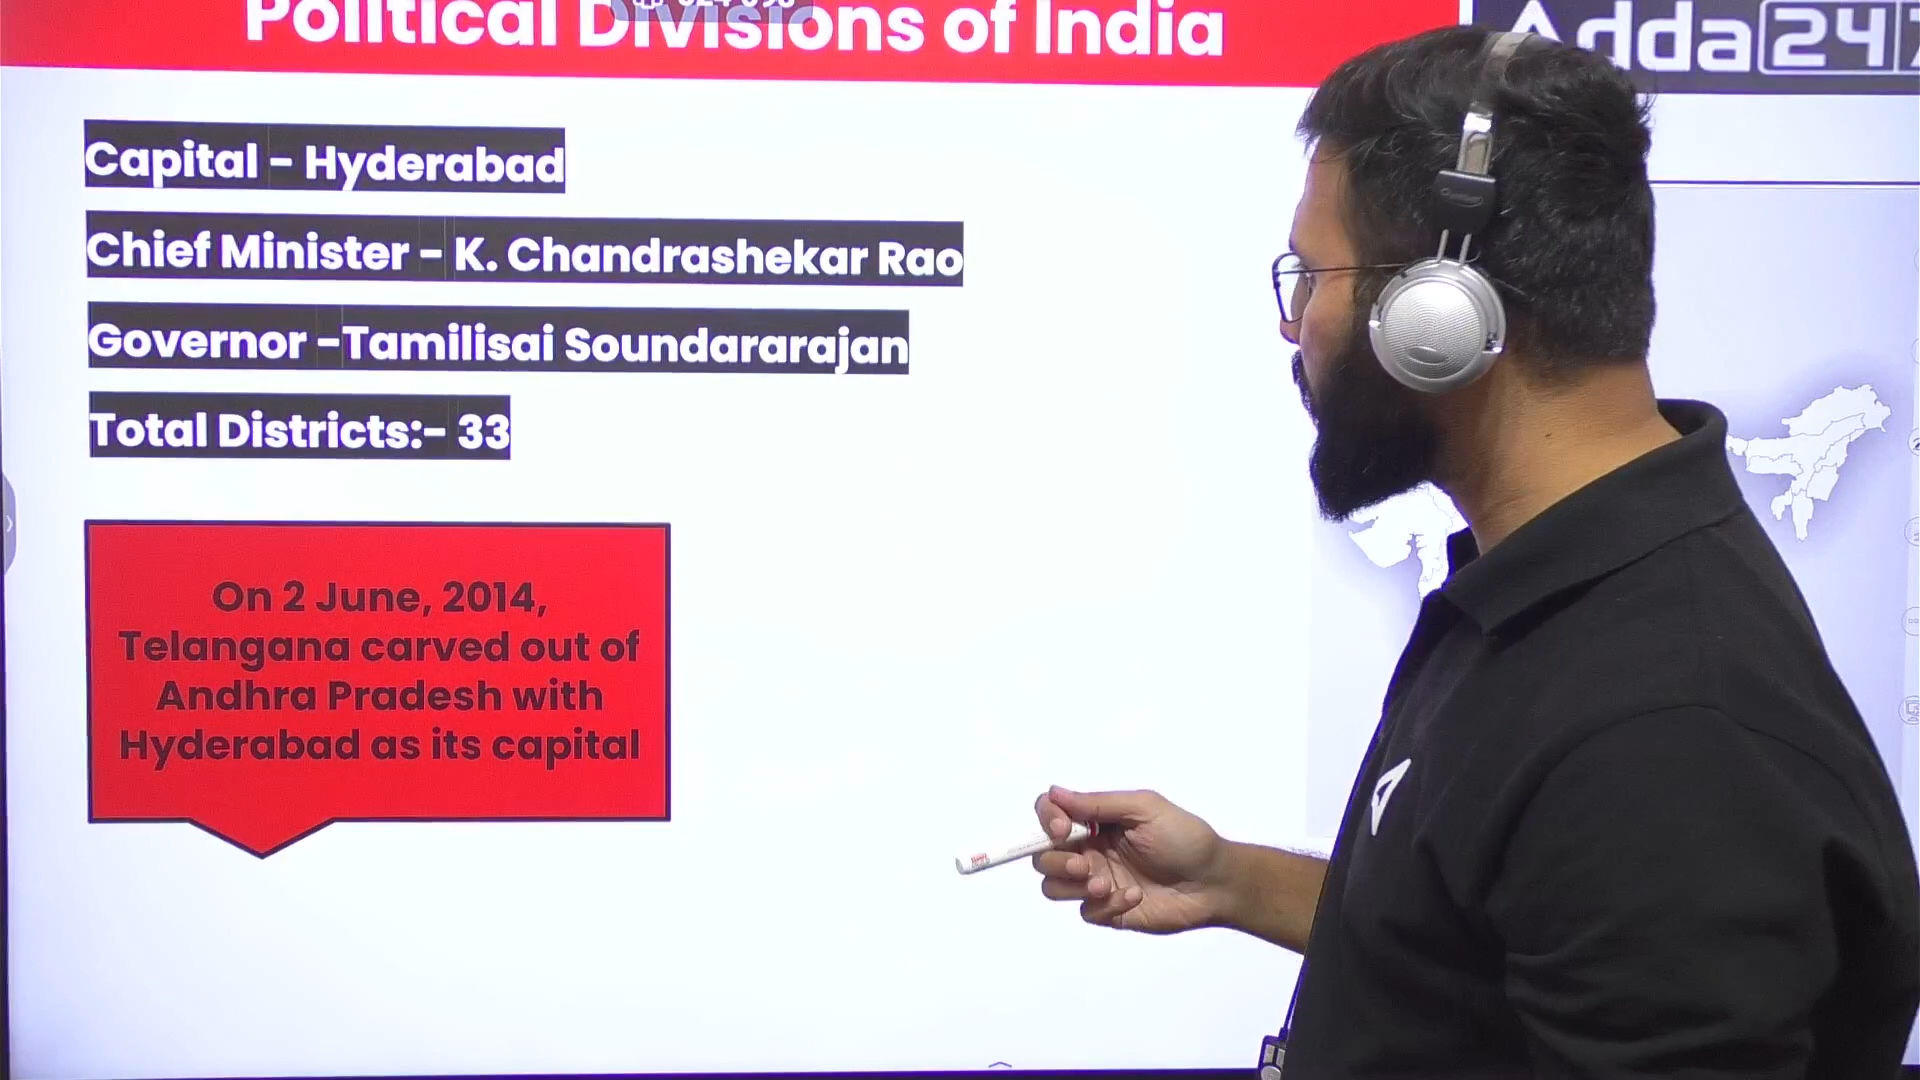 Political Divisions of India
Adda247
Capital - Hyderabad
Chief Minister - K. Chandrashekar Rao
Governor -Tamilisai Soundararajan
Total Districts:- 33
On 2 June, 2014,
Telangana carved out of
Andhra Pradesh with
Hyderabad as its capital